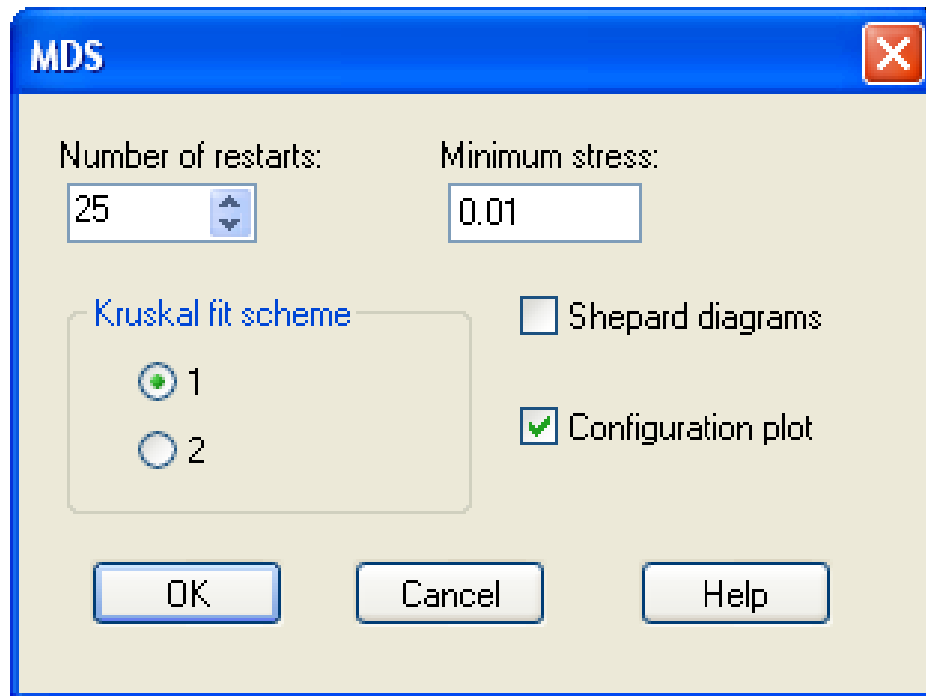 MDS
Number of restarts: Minimum stress:
25 0.01
Kruskal fit scheme
Shepard diagrams
1
Configuration plot
2
OK Cancel Help